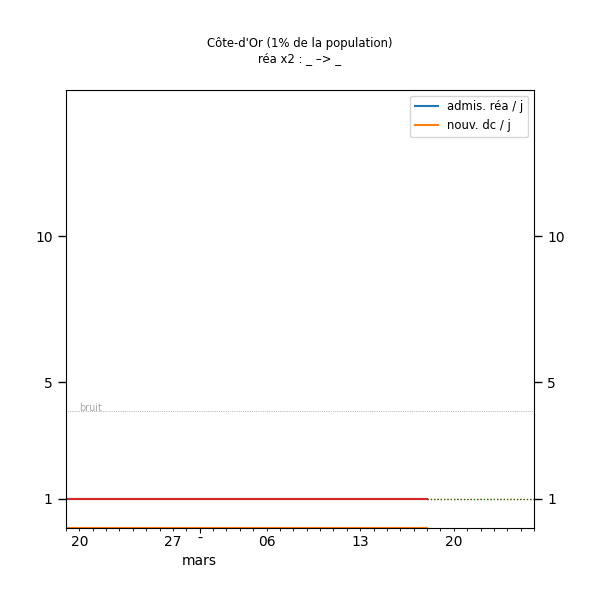 Côte-d'Or (1% de la population)
réa x2 : _ –> _
admis. réa / j
nouv. dc / j
10 10
5 5
bruit
1 1
20 27 - 06 13 20
mars